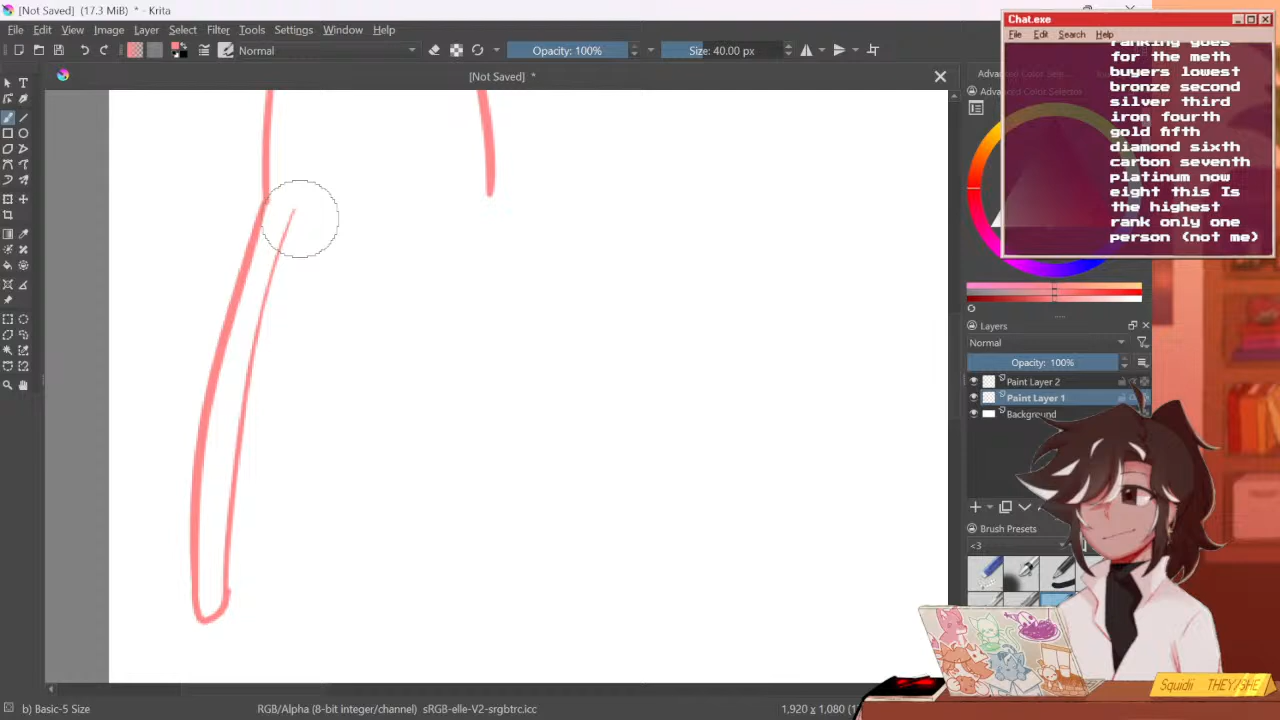 [Not Saved] (17.3 MiB) * - Krita
File Edit View Image Layer Select Filter Tools Settings Window Help
Normal
Opacity: 100%
Size: 40.00 px
[Not Saved] *
Chat.exe
File Edit Search Help
ranking goes
for the meth
buyers lowest
bronze second
silver third
iron fourth
gold fifth
diamond sixth
carbon seventh
platinum now
eight this Is
the highest
rank only one
person (not me)
Advanced Color Selector
Layers
Normal
Opacity: 100%
Paint Layer 2
Paint Layer 1
Background
Brush Presets
<3
Squidii THEY/SHE
b) Basic-5 Size
RGB/Alpha (8-bit integer/channel) sRGB-elle-V2-srgbtrc.icc
1,920 x 1,080